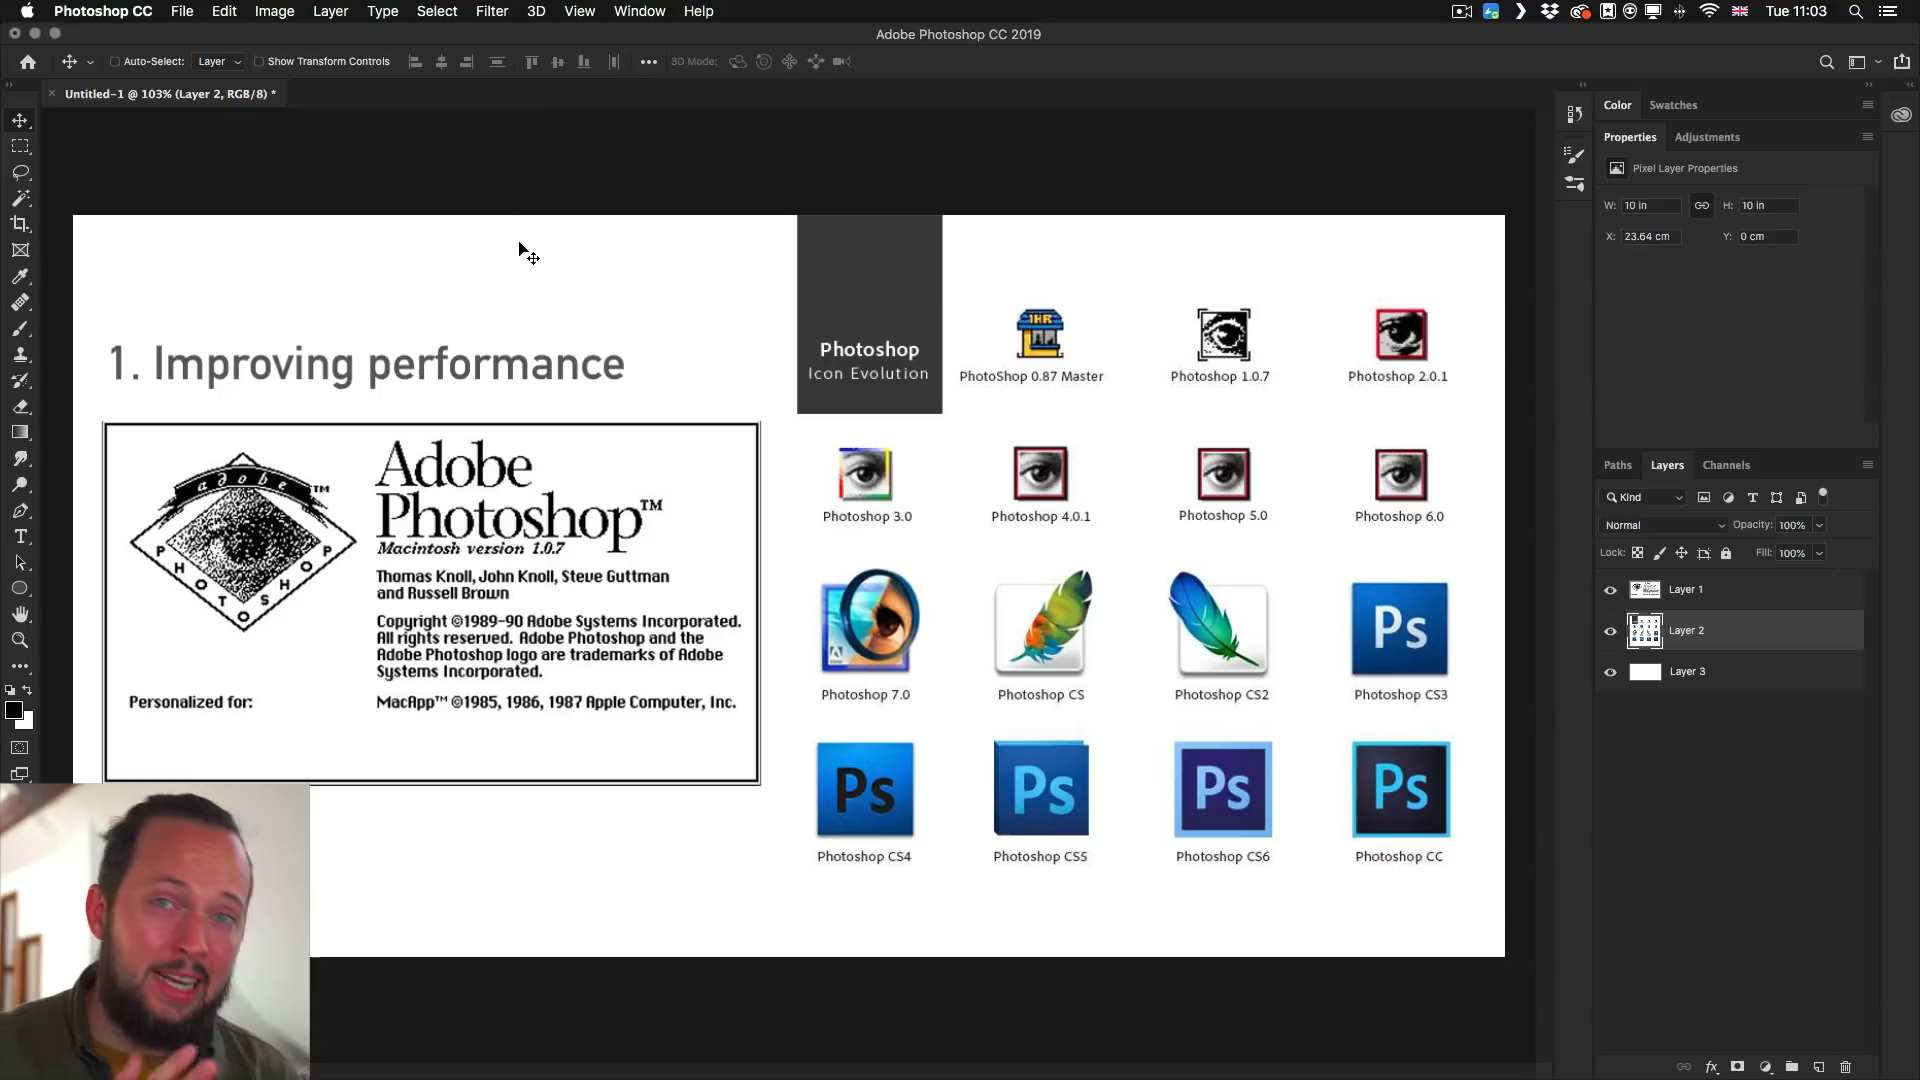 Photoshop CC File Edit Image Layer Type Select Filter 3D View Window Help Tue 11:03
Adobe Photoshop CC 2019
Auto-Select: Layer Show Transform Controls 3D Mode:
Untitled-1 @ 103% (Layer 2, RGB/8) *
Color Swatches
Properties Adjustments
Pixel Layer Properties
W: 10 in H: 10 in
X: 23.64 cm Y: 0 cm
Paths Layers Channels
Kind
Normal Opacity: 100%
Lock: Fill: 100%
Layer 1
Layer 2
Layer 3
1. Improving performance
adobe™
PHOTOSHOP
Adobe
Photoshop™
Macintosh version 1.0.7
Thomas Knoll, John Knoll, Steve Guttman
and Russell Brown
Copyright ©1989-90 Adobe Systems Incorporated.
All rights reserved. Adobe Photoshop and the
Adobe Photoshop logo are trademarks of Adobe
Systems Incorporated.
Personalized for:
MacApp™ ©1985, 1986, 1987 Apple Computer, Inc.
Photoshop
Icon Evolution
IHR
PhotoShop 0.87 Master
Photoshop 1.0.7
Photoshop 2.0.1
Photoshop 3.0
Photoshop 4.0.1
Photoshop 5.0
Photoshop 6.0
Photoshop 7.0
Photoshop CS
Photoshop CS2
Ps
Photoshop CS3
Ps
Photoshop CS4
Ps
Photoshop CS5
Ps
Photoshop CS6
Ps
Photoshop CC